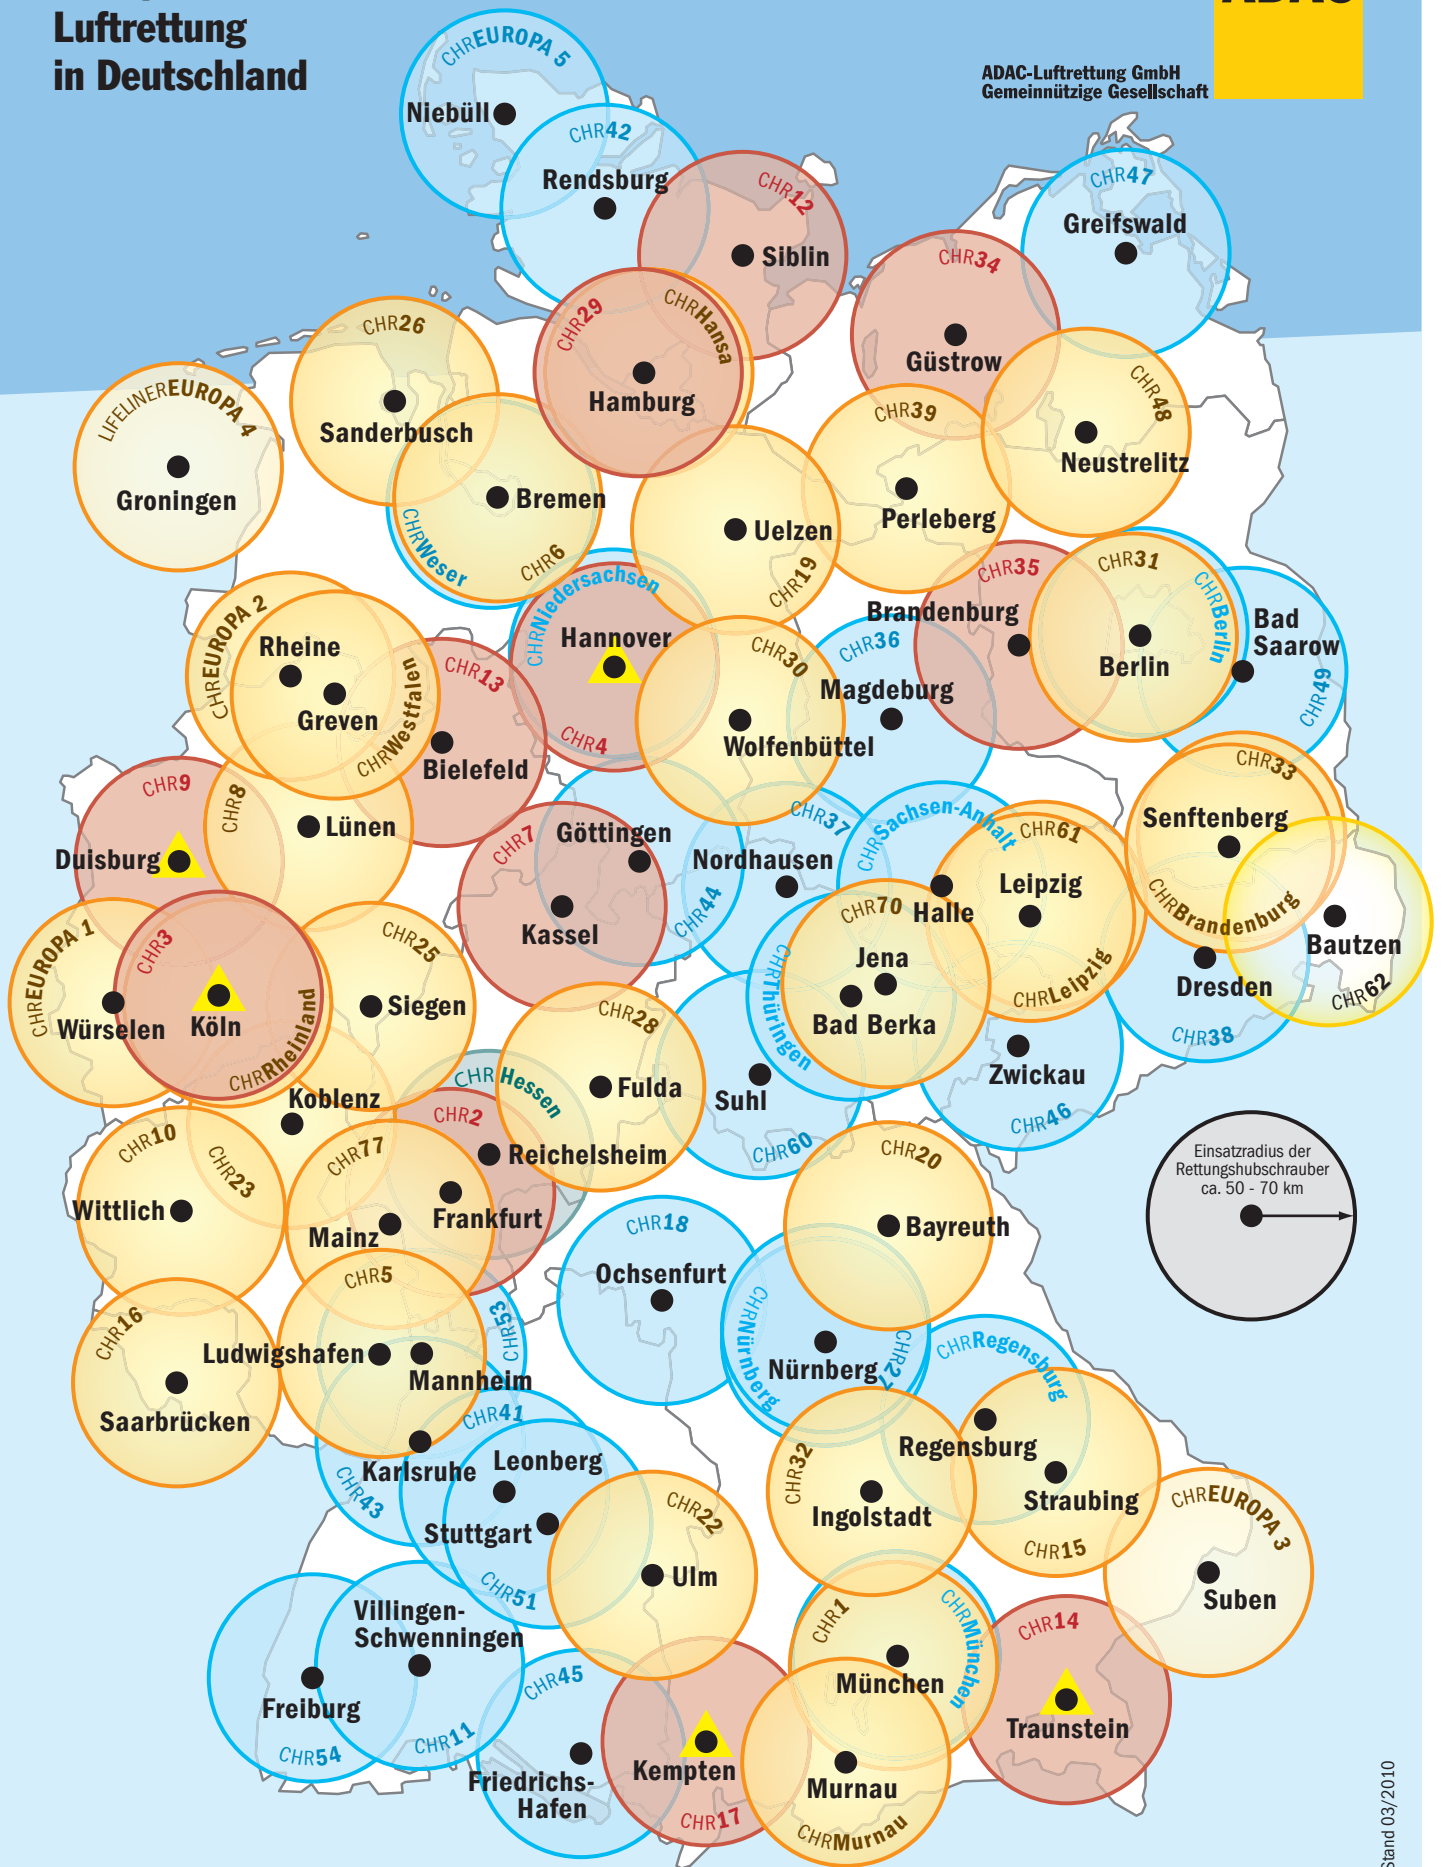 Luftrettung
in Deutschland
ADAC-Luftrettung GmbH
Gemeinnützige Gesellschaft
CHREUROPA 5
Niebüll
CHR42
Rendsburg
CHR12
Siblin
CHR47
Greifswald
CHR34
Güstrow
CHR29
CHRHansa
Hamburg
CHR26
Sanderbusch
LIFELINEREUROPA 4
Groningen
CHR39
Perleberg
CHR48
Neustrelitz
Bremen
CHRWeser
CHR6
Uelzen
CHR19
CHRNiedersachsen
Hannover
CHR4
CHR35
Brandenburg
CHR31
CHRBerlin
Berlin
Bad
Saarow
CHR49
CHREUROPA 2
Rheine
Greven
CHRWestfalen
CHR13
Bielefeld
CHR30
Wolfenbüttel
CHR36
Magdeburg
CHR9
Duisburg
CHR8
Lünen
CHR7
Kassel
Göttingen
CHR44
CHR37
Nordhausen
CHRSachsen-Anhalt
Halle
CHR61
Leipzig
CHRLeipzig
CHR33
Senftenberg
CHRBrandenburg
Bautzen
CHR62
Dresden
CHR38
CHREUROPA 1
Würselen
CHR3
Köln
CHRRheinland
CHR25
Siegen
CHR70
Jena
Bad Berka
CHRThüringen
CHR28
Fulda
Suhl
CHR60
Zwickau
CHR46
Koblenz
CHR23
CHRHessen
Reichelsheim
CHR2
Frankfurt
CHR10
Wittlich
CHR77
Mainz
CHR20
Bayreuth
Einsatzradius der
Rettungshubschrauber
ca. 50 - 70 km
CHR18
Ochsenfurt
CHR16
Saarbrücken
CHR5
Ludwigshafen
Mannheim
CHR53
CHRNürnberg
Nürnberg
CHR27
CHRRegensburg
Regensburg
Straubing
CHR15
CHR41
Leonberg
Karlsruhe
CHR43
Stuttgart
CHR51
CHR22
Ulm
CHR32
Ingolstadt
CHREUROPA 3
Suben
Villingen-
Schwenningen
CHR11
Freiburg
CHR54
CHR45
Friedrichs-
Hafen
Kempten
CHR17
CHR1
München
CHRMünchen
Murnau
CHRMurnau
CHR14
Traunstein
Stand 03/2010